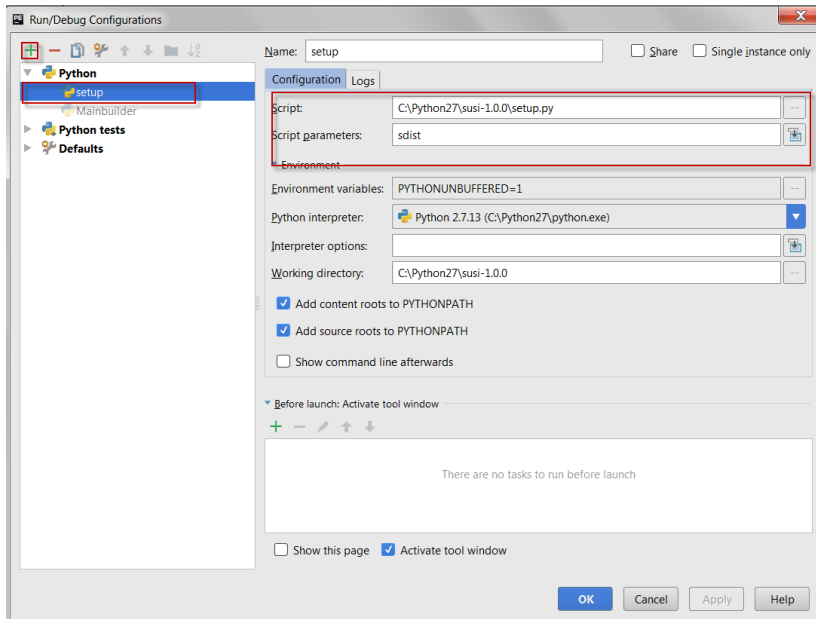 PE Run/Debug Configurations
Name: setup Share Single instance only
Python
setup
Mainbuilder
Python tests
Defaults
Configuration Logs
Script: C:\Python27\susi-1.0.0\setup.py ...
Script parameters: sdist
Environment
Environment variables: PYTHONUNBUFFERED=1 ...
Python interpreter: Python 2.7.13 (C:\Python27\python.exe)
Interpreter options:
Working directory: C:\Python27\susi-1.0.0 ...
Add content roots to PYTHONPATH
Add source roots to PYTHONPATH
Show command line afterwards
Before launch: Activate tool window
There are no tasks to run before launch
Show this page Activate tool window
OK Cancel Apply Help